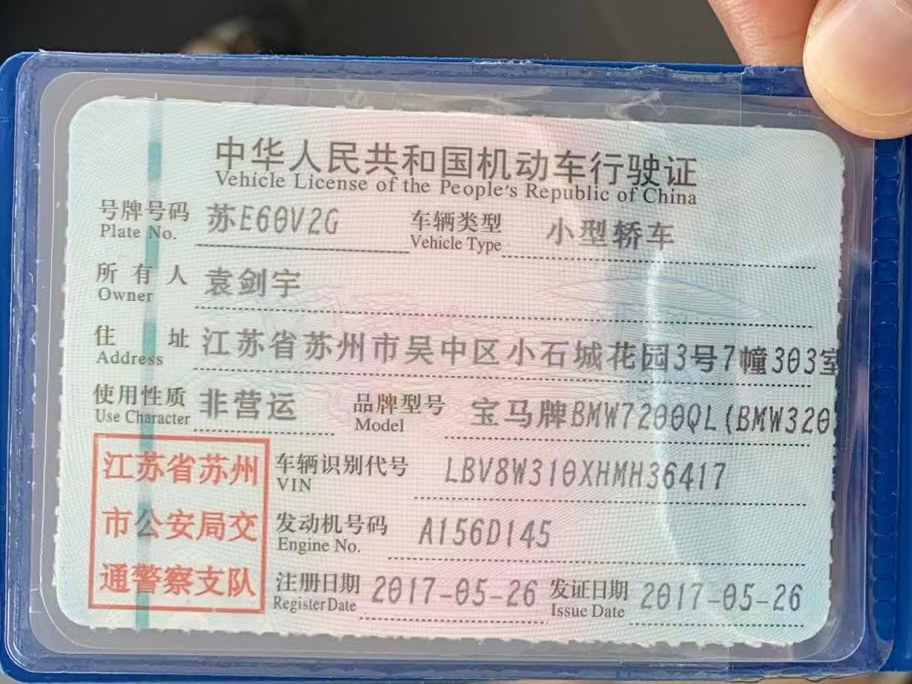 中华人民共和国机动车行驶证
Vehicle License of the People's Republic of China
号牌号码 苏E60V2G 车辆类型 小型轿车
Plate No. Vehicle Type
所有人 袁剑宇
Owner
住址 江苏省苏州市吴中区小石城花园3号7幢303室
Address
使用性质 非营运 品牌型号 宝马牌BMW7200QL(BMW320
Use Character Model
江苏省苏州
市公安局交
通警察支队
车辆识别代号 LBV8W310XHMH36417
VIN
发动机号码 A156D145
Engine No.
注册日期 2017-05-26 发证日期 2017-05-26
Register Date Issue Date